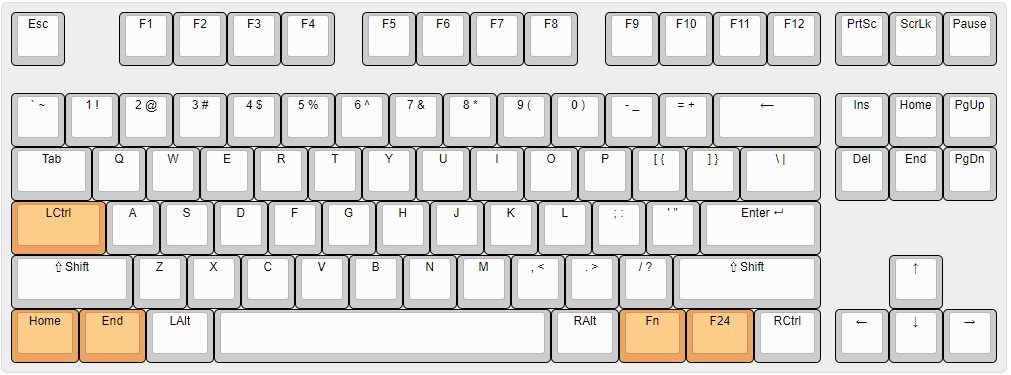 Esc F1 F2 F3 F4 F5 F6 F7 F8 F9 F10 F11 F12 PrtSc ScrLk Pause
` ~ 1 ! 2 @ 3 # 4 $ 5 % 6 ^ 7 & 8 * 9 ( 0 ) - _ = + ← Ins Home PgUp
Tab Q W E R T Y U I O P [ { ] } \ | Del End PgDn
LCtrl A S D F G H J K L ; : ' " Enter ↵
⇧ Shift Z X C V B N M , < . > / ? ⇧ Shift ↑
Home End LAlt RAlt Fn F24 RCtrl ← ↓ →